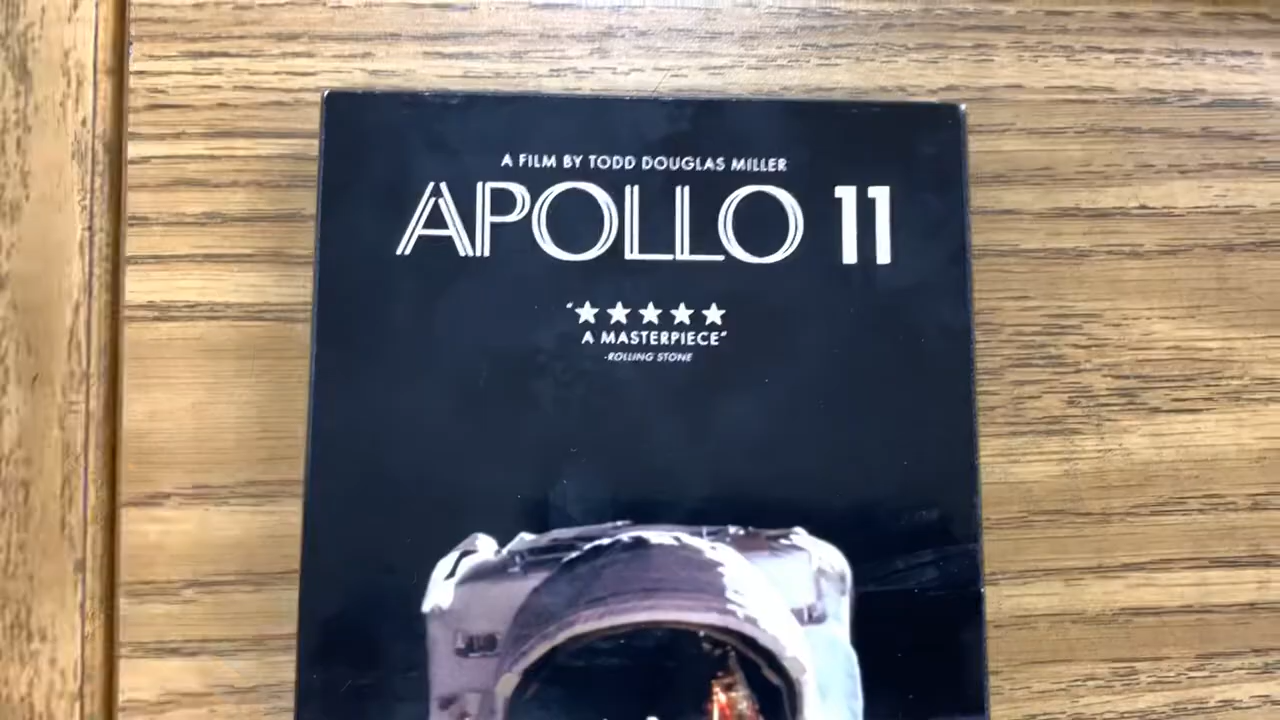 A FILM BY TODD DOUGLAS MILLER
APOLLO 11
"★★★★★
A MASTERPIECE"
-ROLLING STONE